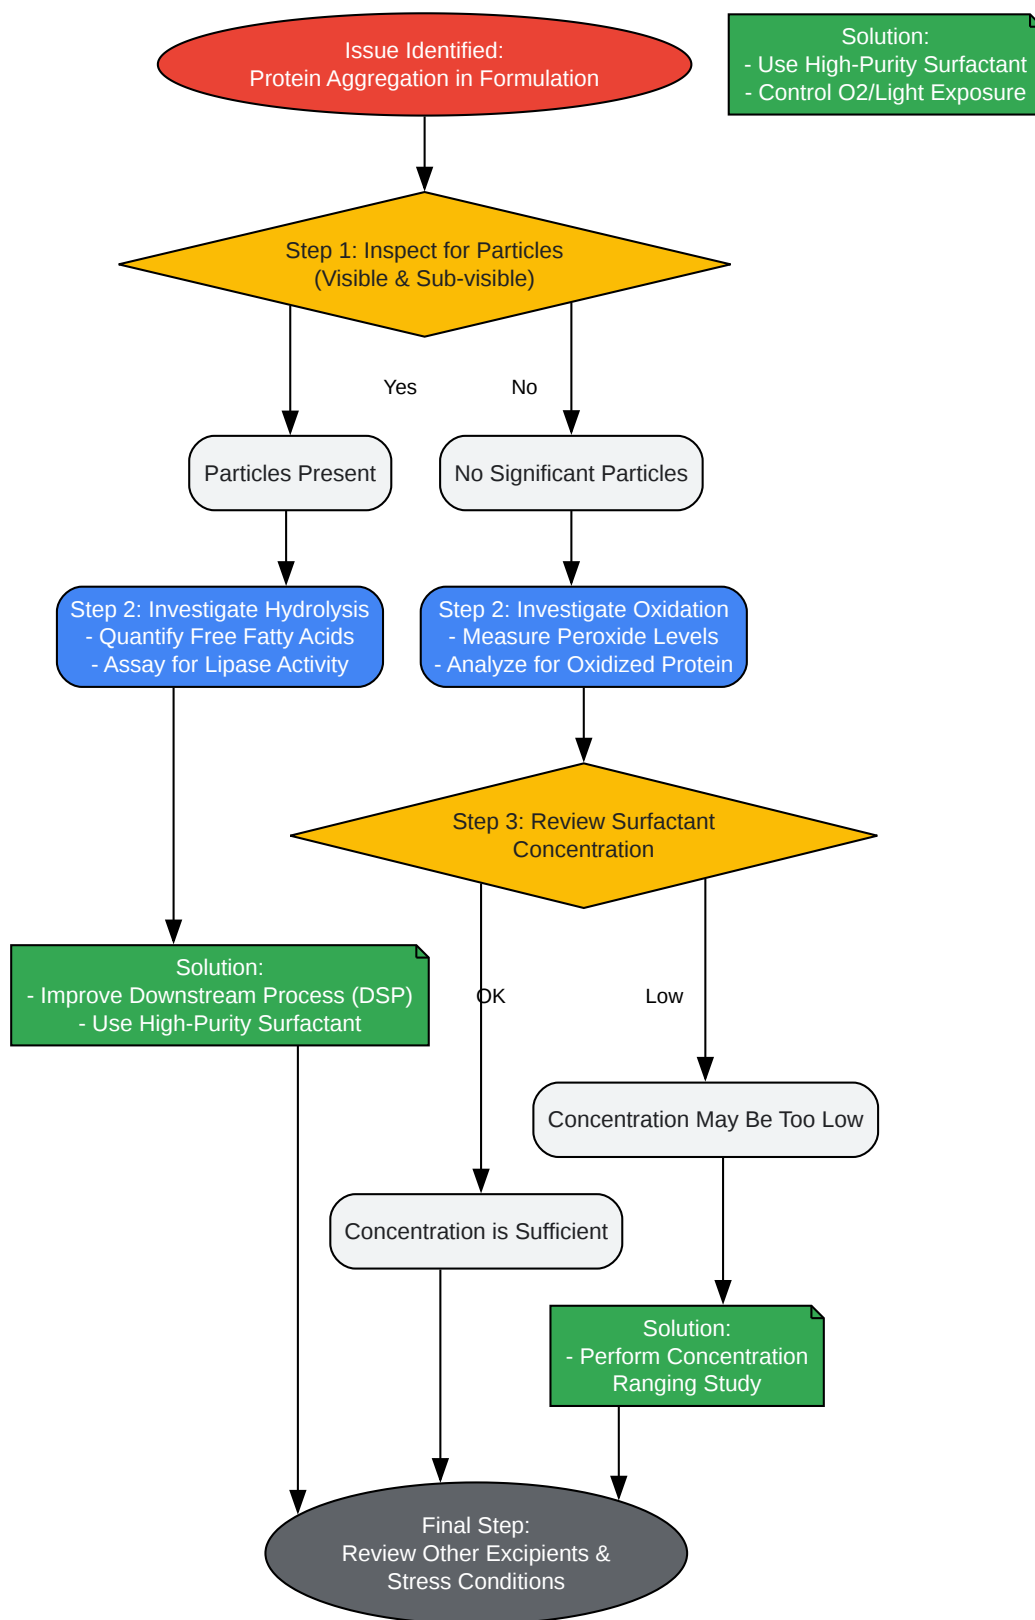 Issue Identified:
Protein Aggregation in Formulation
Solution:
- Use High-Purity Surfactant
- Control O2/Light Exposure
Step 1: Inspect for Particles
(Visible & Sub-visible)
Yes
No
Particles Present
No Significant Particles
Step 2: Investigate Hydrolysis
- Quantify Free Fatty Acids
- Assay for Lipase Activity
Step 2: Investigate Oxidation
- Measure Peroxide Levels
- Analyze for Oxidized Protein
Step 3: Review Surfactant
Concentration
Solution:
- Improve Downstream Process (DSP)
- Use High-Purity Surfactant
OK
Low
Concentration May Be Too Low
Concentration is Sufficient
Solution:
- Perform Concentration
Ranging Study
Final Step:
Review Other Excipients &
Stress Conditions